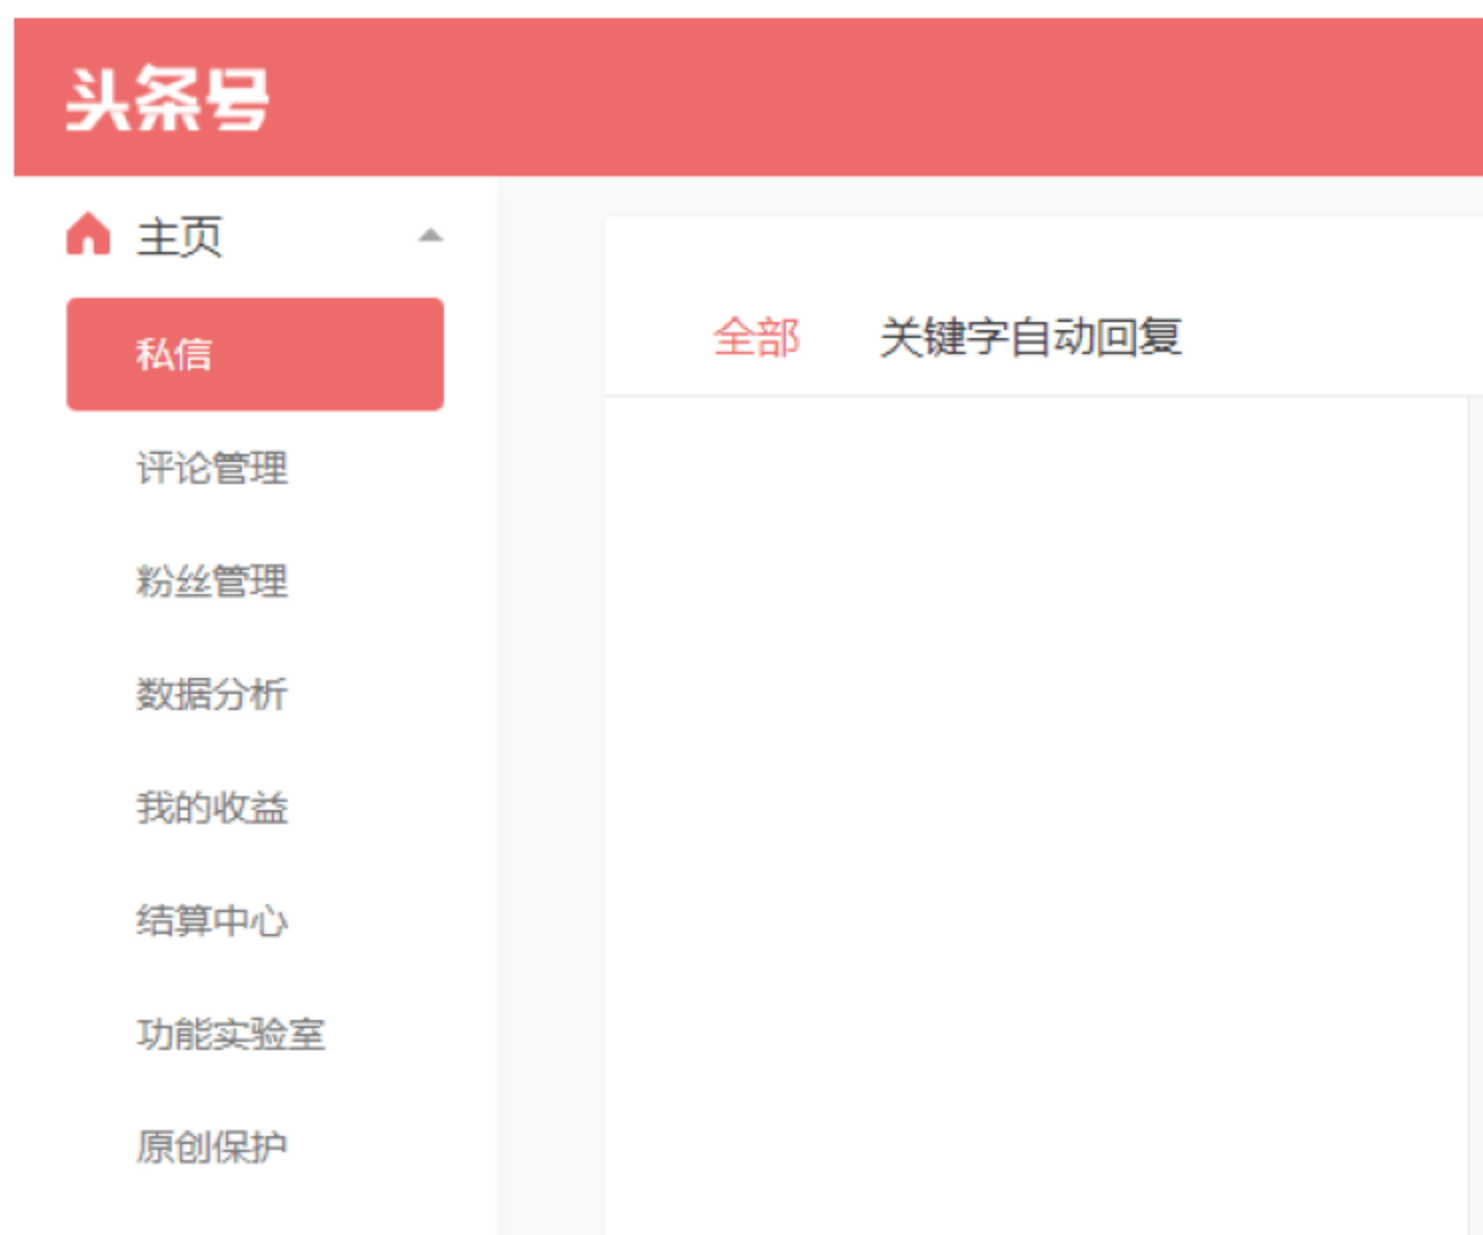 头条号
主页
私信
评论管理
粉丝管理
数据分析
我的收益
结算中心
功能实验室
原创保护
全部 关键字自动回复